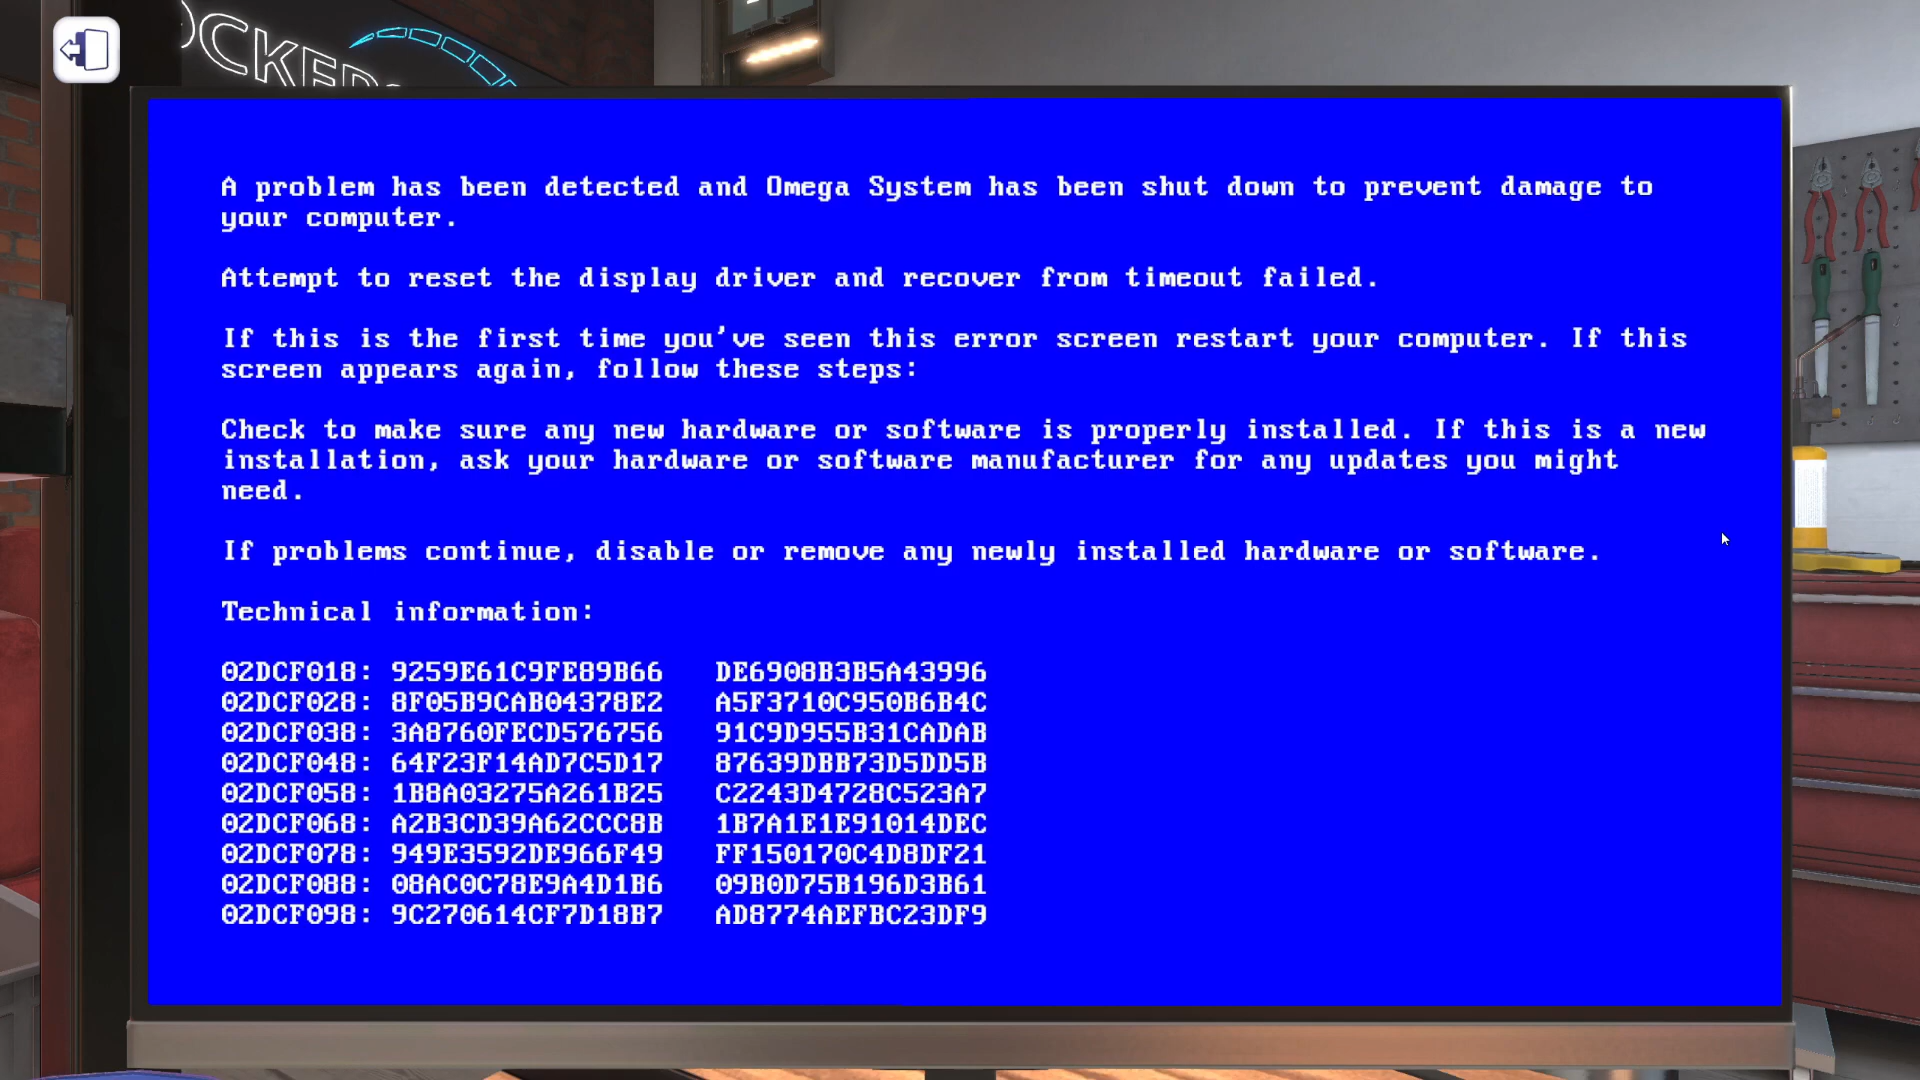 A problem has been detected and Omega System has been shut down to prevent damage to
your computer.
Attempt to reset the display driver and recover from timeout failed.
If this is the first time you've seen this error screen restart your computer. If this
screen appears again, follow these steps:
Check to make sure any new hardware or software is properly installed. If this is a new
installation, ask your hardware or software manufacturer for any updates you might
need.
If problems continue, disable or remove any newly installed hardware or software.
Technical information:
02DCF018: 9259E61C9FE89B66 DE6908B3B5A43996
02DCF028: 8F05B9CAB04378E2 A5F3710C950B6B4C
02DCF038: 3A8760FECD576756 91C9D955B31CADAB
02DCF048: 64F23F14AD7C5D17 87639DBB73D5DD5B
02DCF058: 1B8A03275A261B25 C2243D4728C523A7
02DCF068: A2B3CD39A62CCC8B 1B7A1E1E91014DEC
02DCF078: 949E3592DE966F49 FF150170C4D8DF21
02DCF088: 08AC0C78E9A4D1B6 09B0D75B196D3B61
02DCF098: 9C270614CF7D18B7 AD8774AEFBC23DF9